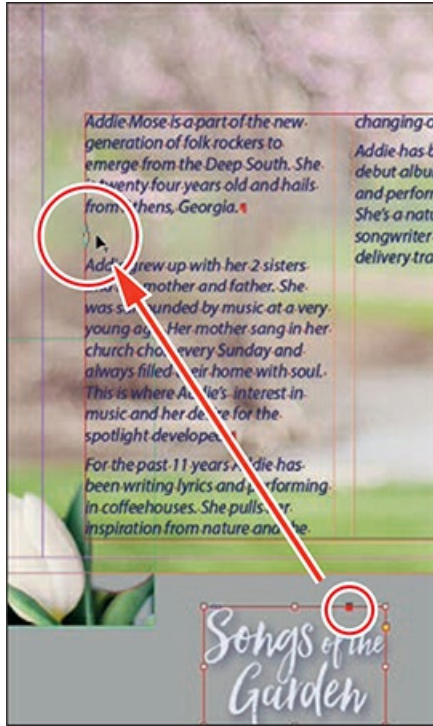 Addie Mose is a part of the new
generation of folk rockers to
emerge from the Deep South. She
is twenty four years old and hails
from Athens, Georgia.
Addie grew up with her 2 sisters
and her mother and father. She
was surrounded by music at a very
young age. Her mother sang in her
church choir every Sunday and
always filled their home with soul.
This is where Addie's interest in
music and her desire for the
spotlight developed.
For the past 11 years Addie has
been writing lyrics and performing
in coffeehouses. She pulls her
inspiration from nature and the
changing
Addie has
debut
and
She's a
songwriter
delivery
Songs of the
Garden